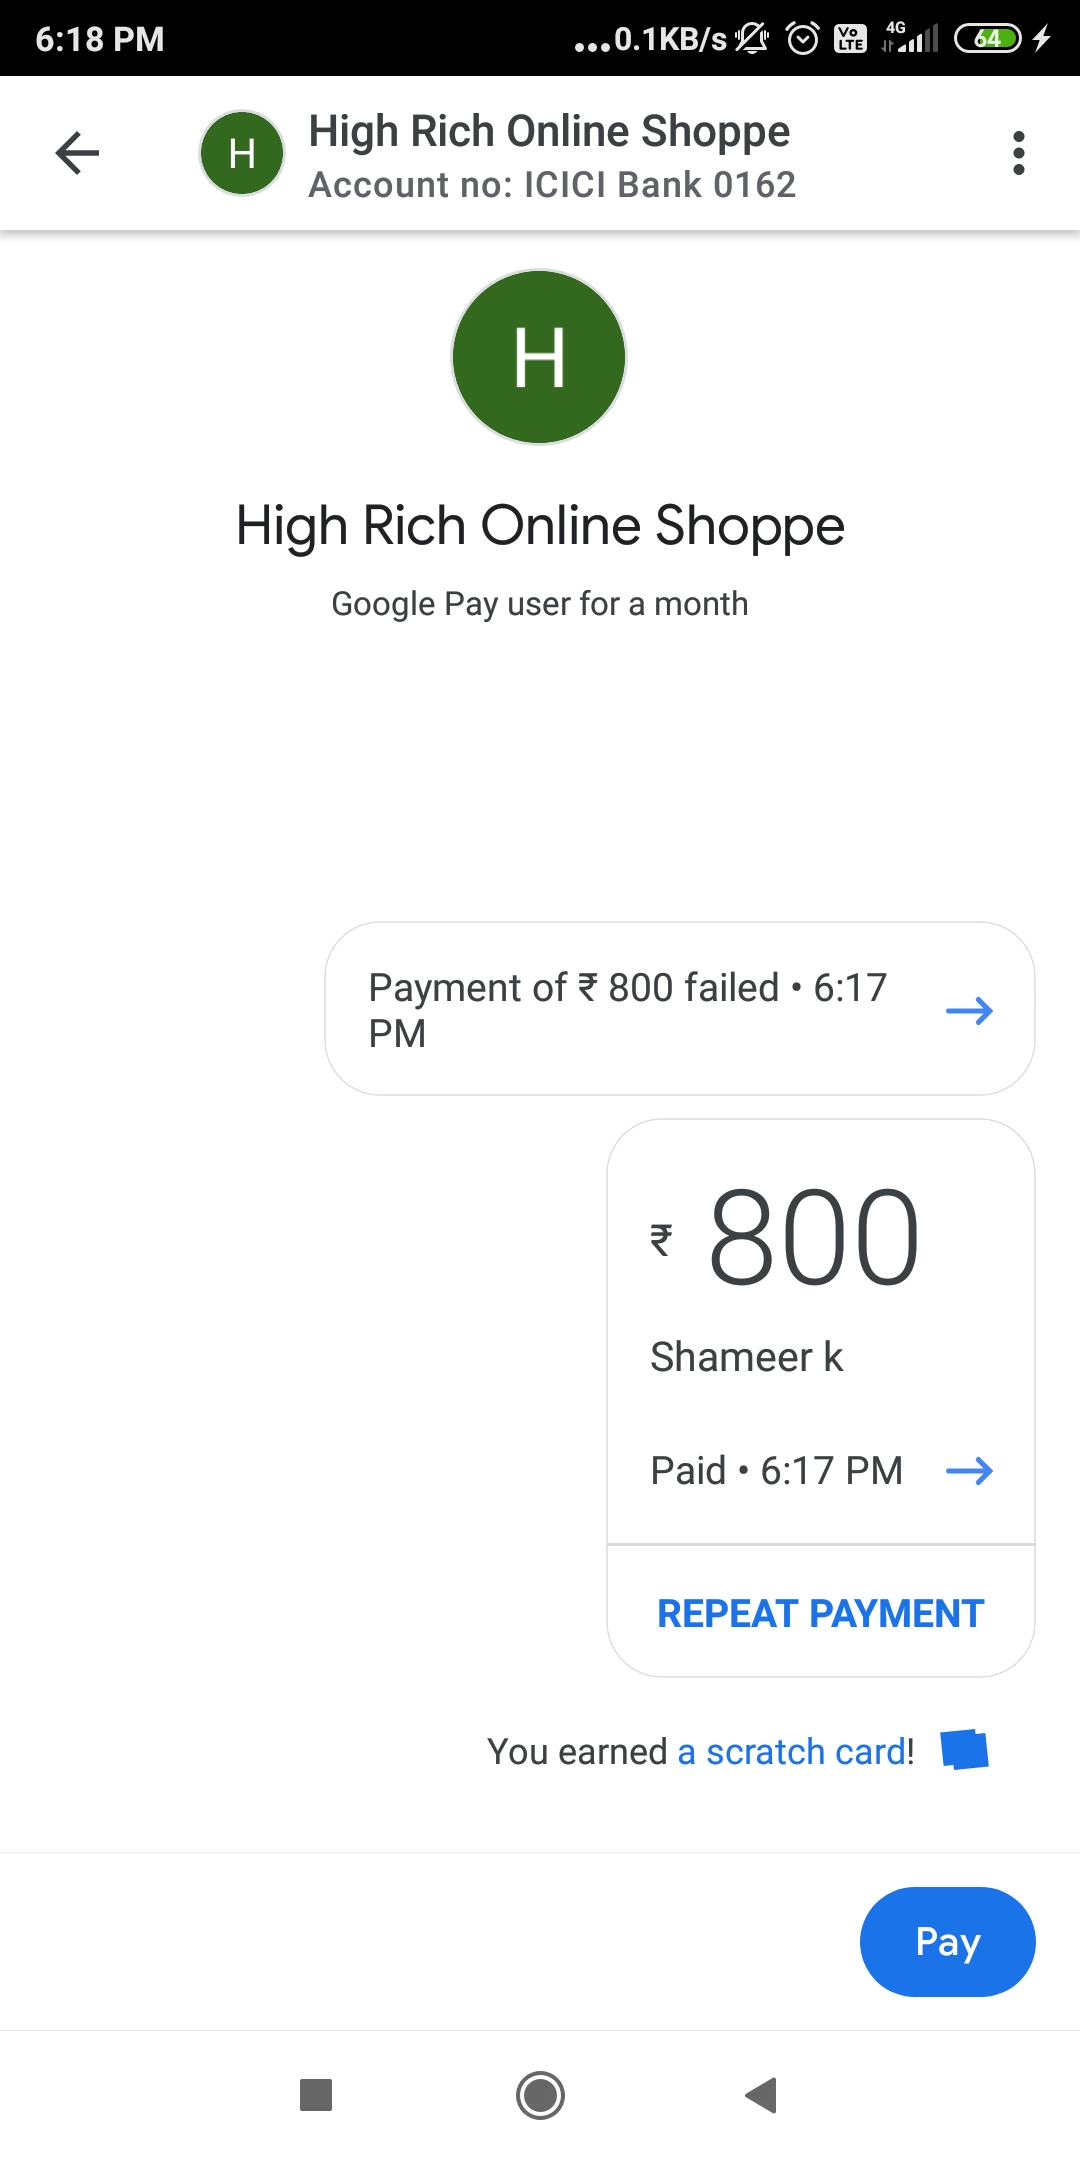 6:18 PM
...0.1KB/s Vo LTE 4G 64
H
High Rich Online Shoppe
Account no: ICICI Bank 0162
H
High Rich Online Shoppe
Google Pay user for a month
Payment of ₹ 800 failed • 6:17
PM
₹ 800
Shameer k
Paid • 6:17 PM
REPEAT PAYMENT
You earned a scratch card!
Pay